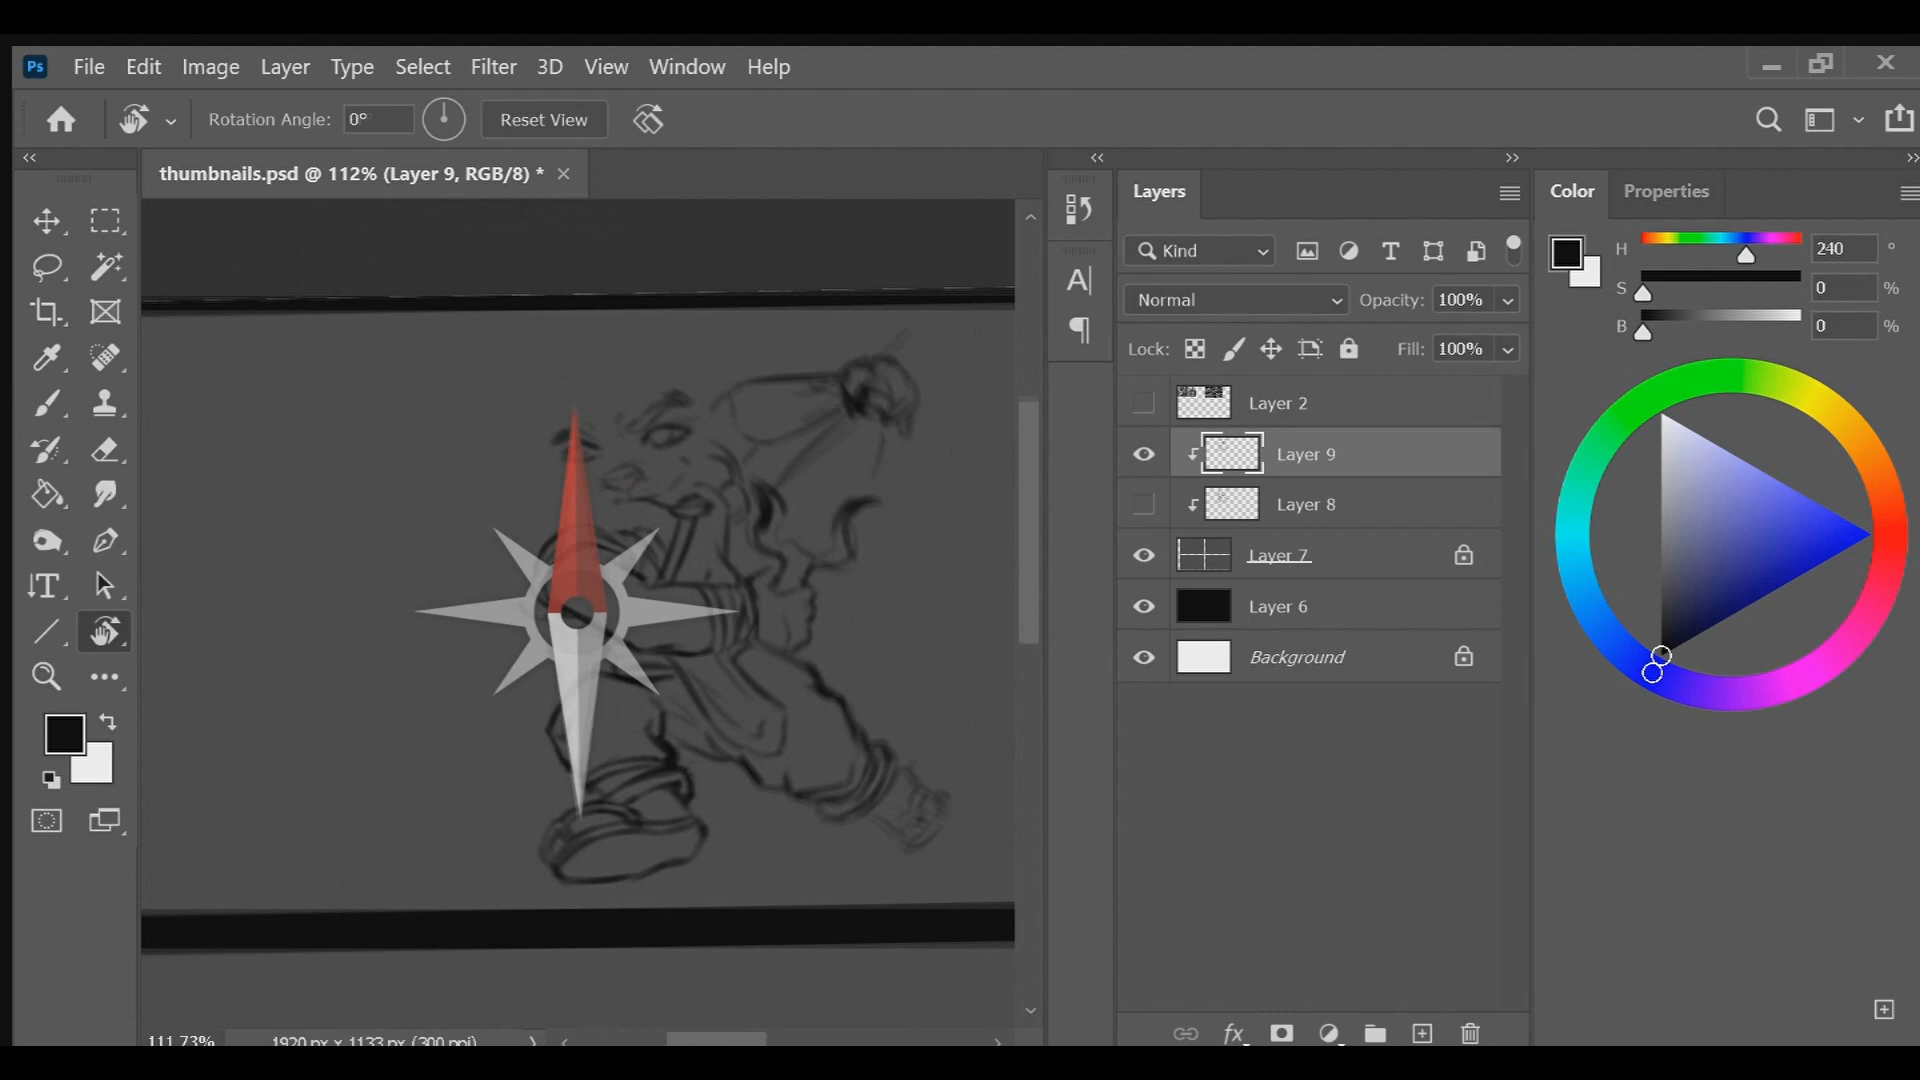 Ps File Edit Image Layer Type Select Filter 3D View Window Help
Rotation Angle: 0° Reset View
thumbnails.psd @ 112% (Layer 9, RGB/8) *
Layers
Color Properties
Kind
H 240 °
Normal Opacity: 100%
S 0 %
B 0 %
Lock: Fill: 100%
Layer 2
Layer 9
Layer 8
Layer 7
Layer 6
Background
fx
111.73% 1920 px x 1133 px (300 ppi)